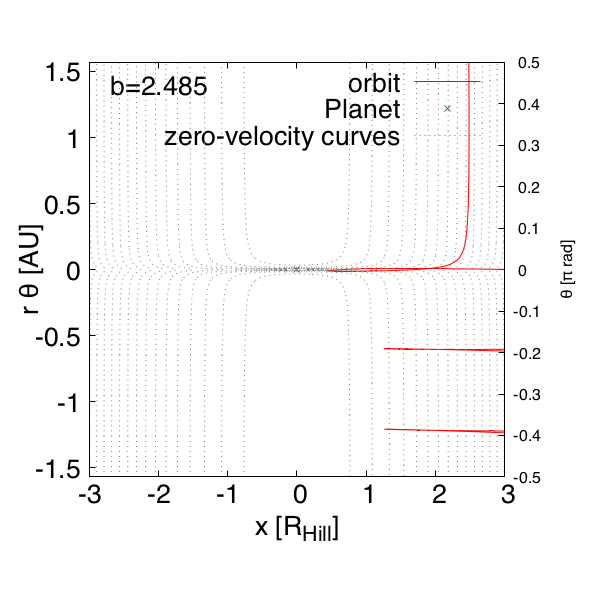 b=2.485
orbit
Planet
zero-velocity curves
1.5
1
0.5
0
-0.5
-1
-1.5
r θ [AU]
0.5
0.4
0.3
0.2
0.1
0
-0.1
-0.2
-0.3
-0.4
-0.5
θ [π rad]
-3 -2 -1 0 1 2 3
x [RHill]